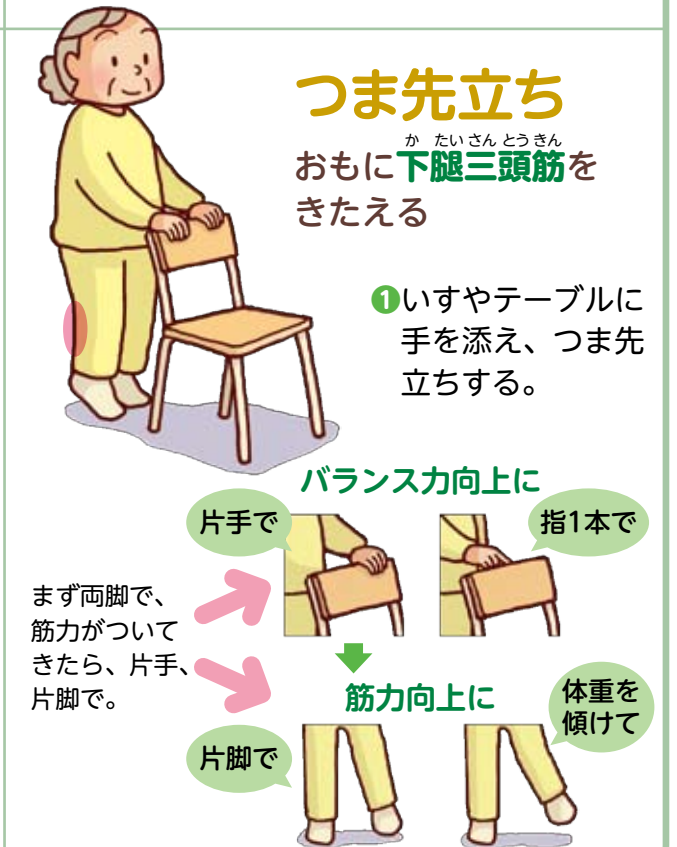 つま先立ち
か たいさんとうきん
おもに下腿三頭筋を
きたえる
❶いすやテーブルに
手を添え、つま先
立ちする。
バランス力向上に
片手で
指1本で
まず両脚で、
筋力がついて
きたら、片手、
片脚で。
筋力向上に
体重を
傾けて
片脚で